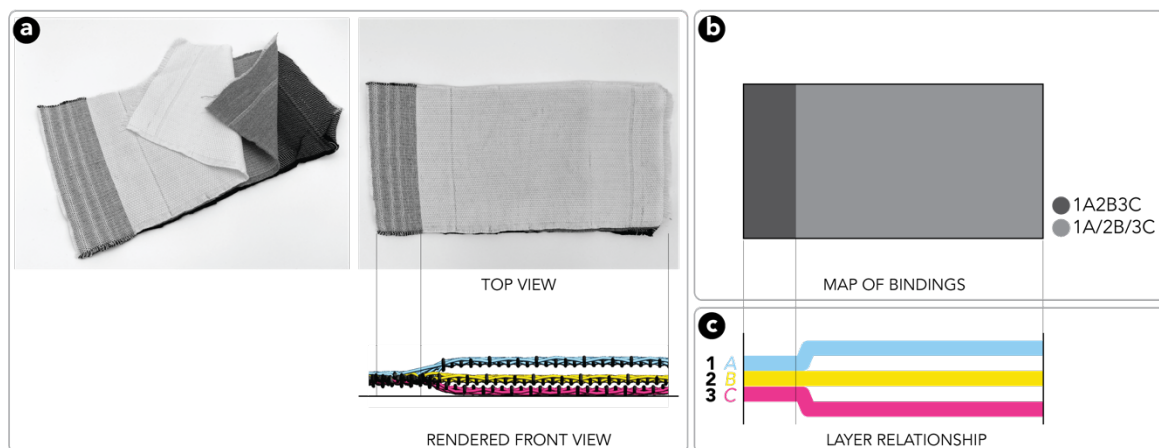 a
TOP VIEW
RENDERED FRONT VIEW
b
1A2B3C
1A/2B/3C
MAP OF BINDINGS
c
1 A
2 B
3 C
LAYER RELATIONSHIP